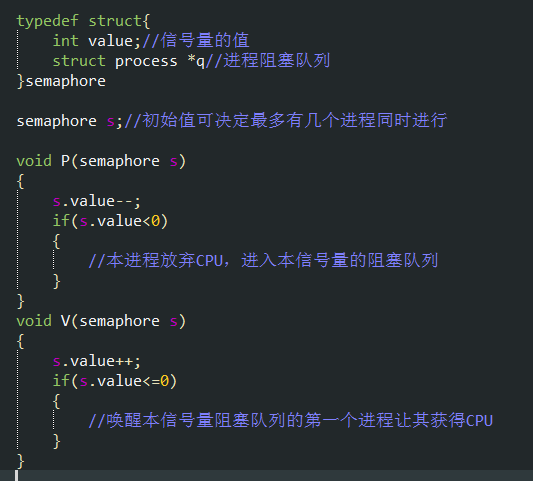 typedef struct{
int value;//信号量的值
struct process *q//进程阻塞队列
}semaphore
semaphore s;//初始值可决定最多有几个进程同时进行
void P(semaphore s)
{
s.value--;
if(s.value<0)
{
//本进程放弃CPU，进入本信号量的阻塞队列
}
}
void V(semaphore s)
{
s.value++;
if(s.value<=0)
{
//唤醒本信号量阻塞队列的第一个进程让其获得CPU
}
}